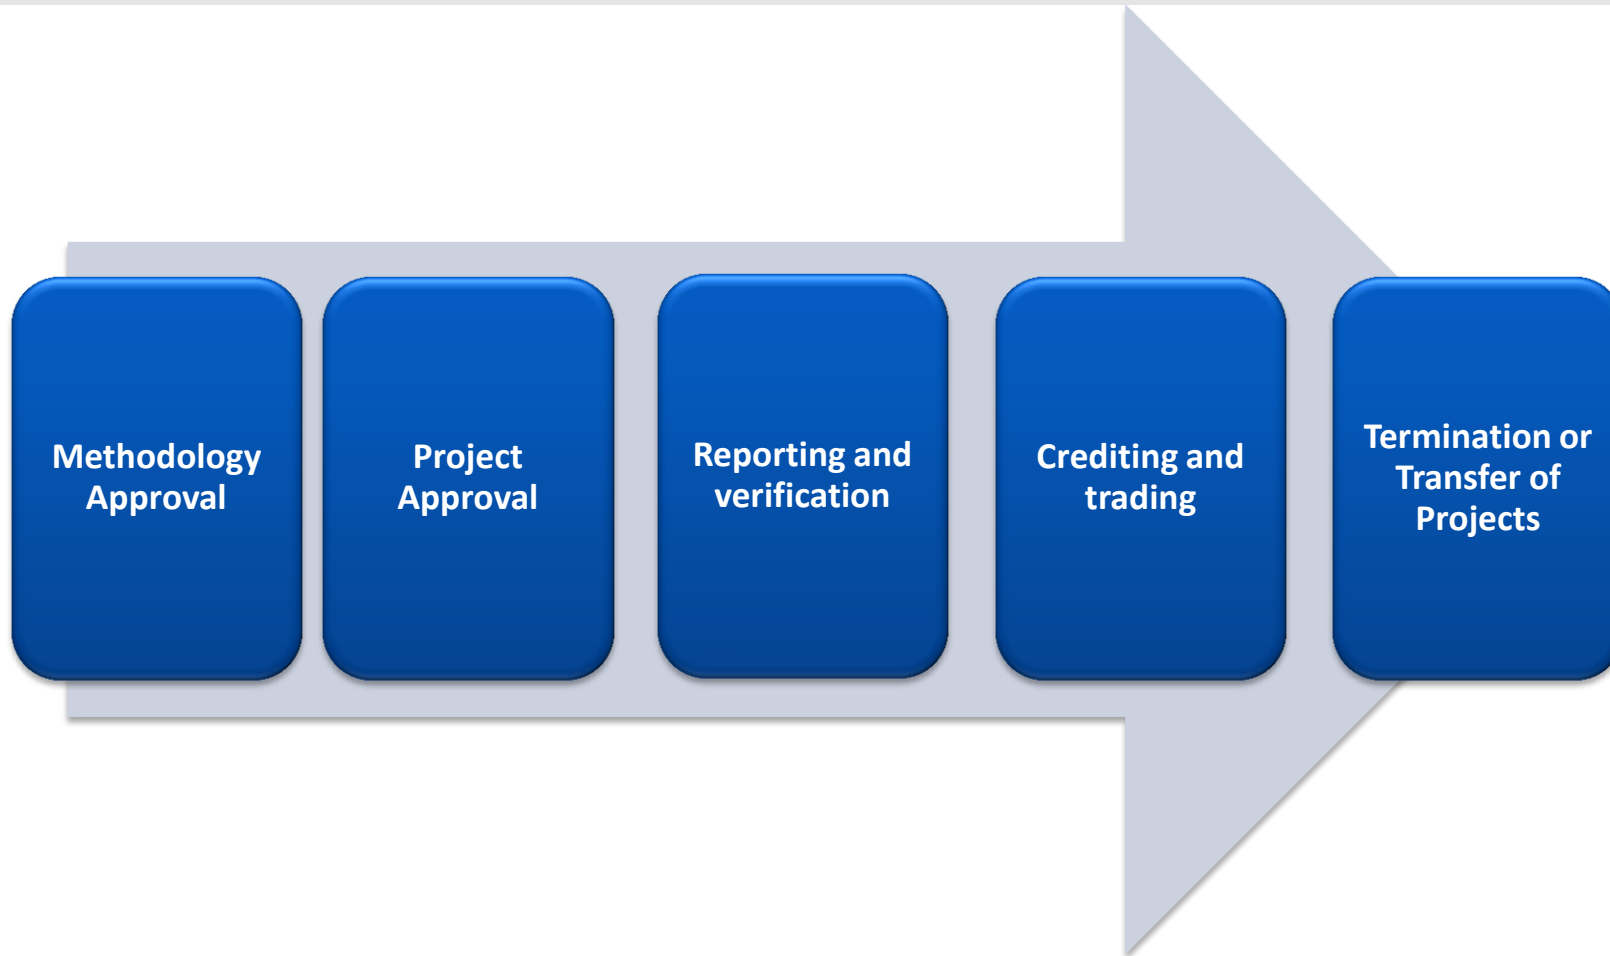 Methodology
Approval
Project
Approval
Reporting and
verification
Crediting and
trading
Termination or
Transfer of
Projects